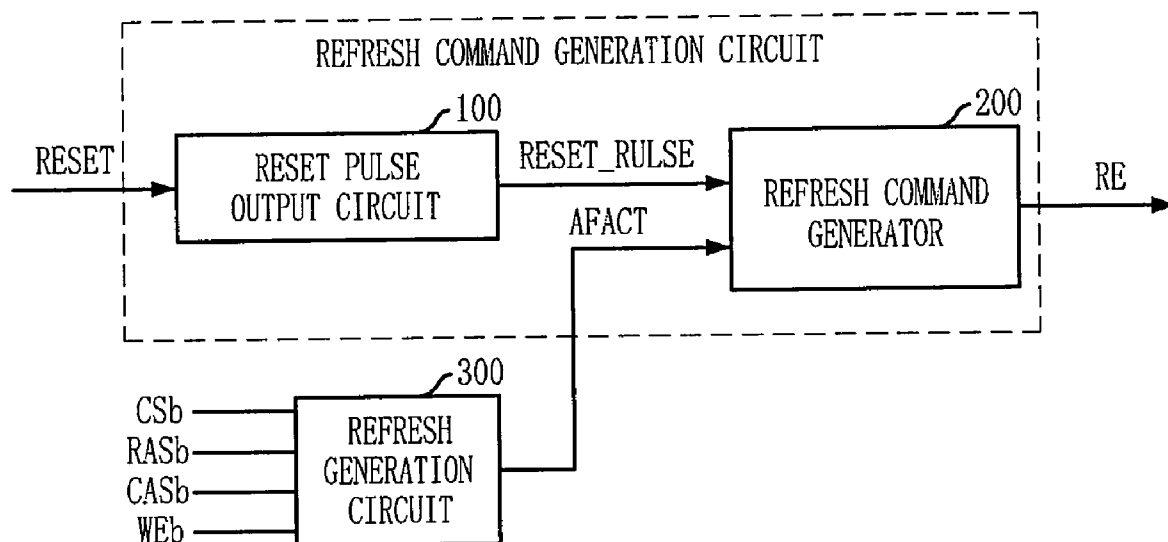 REFRESH COMMAND GENERATION CIRCUIT
100
200
RESET
RESET PULSE
OUTPUT CIRCUIT
RESET_RULSE
AFACT
REFRESH COMMAND
GENERATOR
RE
300
CSb
RASb
CASb
WEb
REFRESH
GENERATION
CIRCUIT